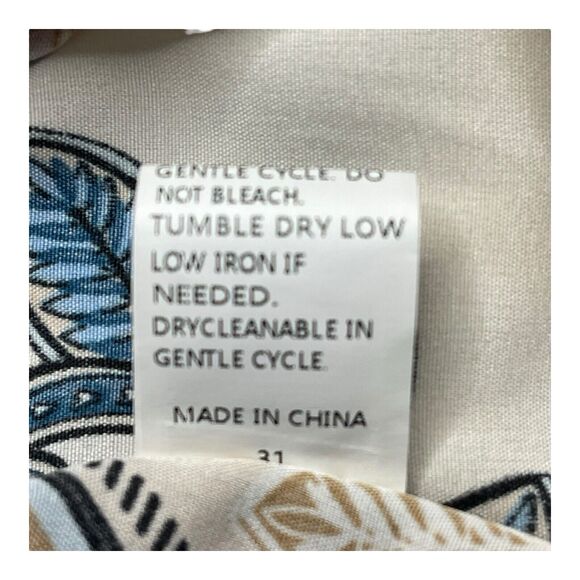 GENTLE CYCLE. DO
NOT BLEACH.
TUMBLE DRY LOW
LOW IRON IF
NEEDED.
DRYCLEANABLE IN
GENTLE CYCLE.
MADE IN CHINA
31